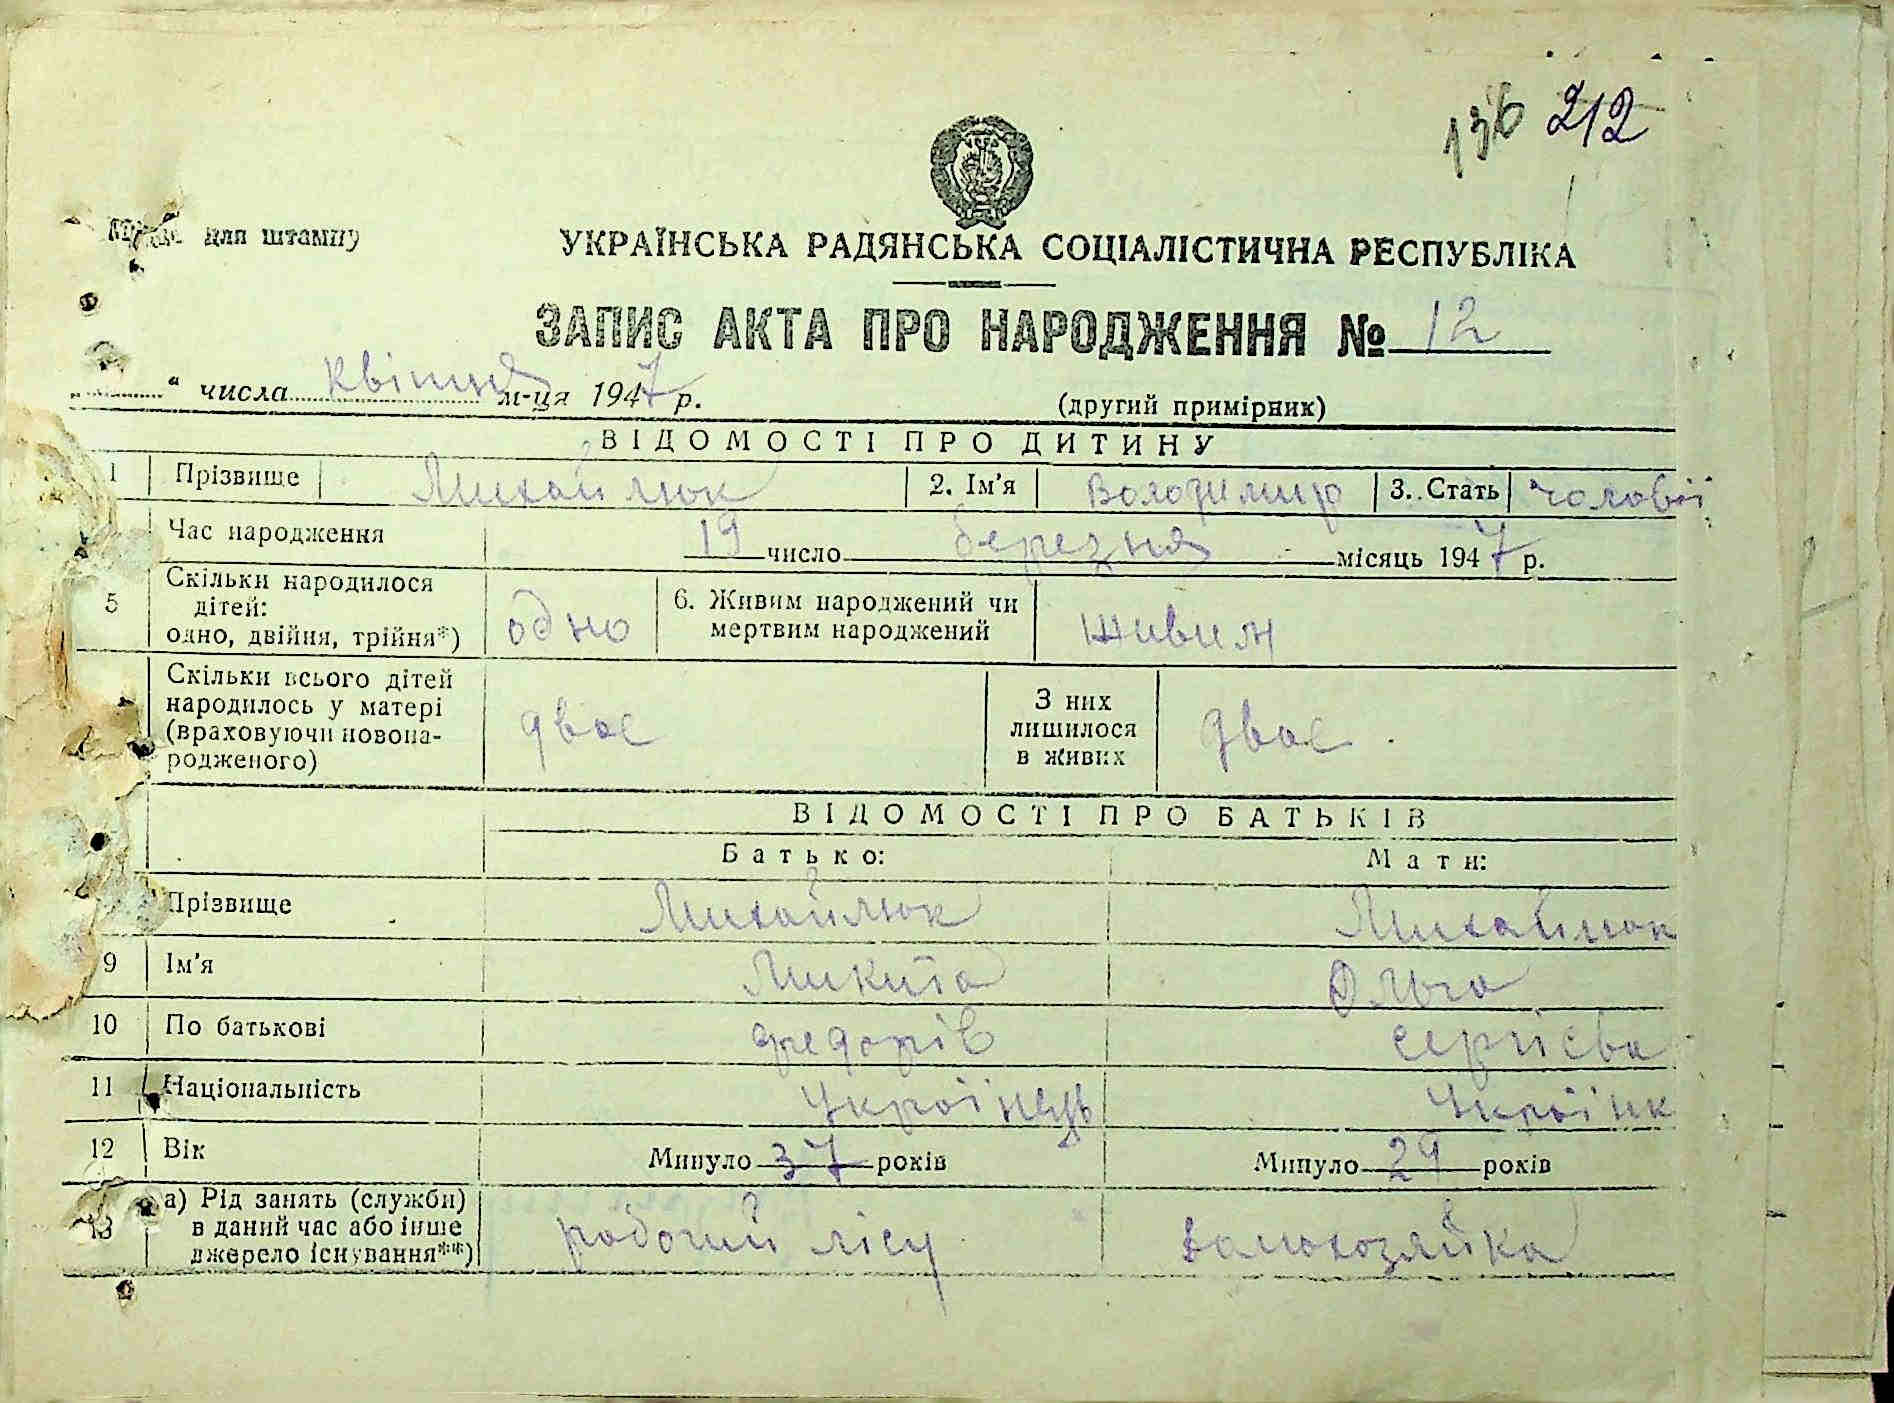 136 212
Місце для штампу
УКРАЇНСЬКА РАДЯНСЬКА СОЦІАЛІСТИЧНА РЕСПУБЛІКА
ЗАПИС АКТА ПРО НАРОДЖЕННЯ № 12
" числа квітня м-ця 1947 р.
(другий примірник)
ВІДОМОСТІ ПРО ДИТИНУ
1 Прізвище Михайлюк 2. Ім'я Володимир 3. Стать чоловічі
Час народження 19 число березня місяць 1947 р.
5 Скільки народилося дітей: одно, двійня, трійня*) одно 6. Живим народжений чи мертвим народжений живим
Скільки всього дітей народилось у матері (враховуючи новонародженого) двоє З них лишилося в живих двоє.
ВІДОМОСТІ ПРО БАТЬКІВ
Батько: Мати:
Прізвище Михайлюк Михайлюк
9 Ім'я Микита Ольга
10 По батькові Федорів Сергієва
11 Національність Українець Українк
12 Вік Минуло 37 років Минуло 29 років
13 а) Рід занять (служби) в даний час або інше джерело існування**) робочий лісу домохозяйка